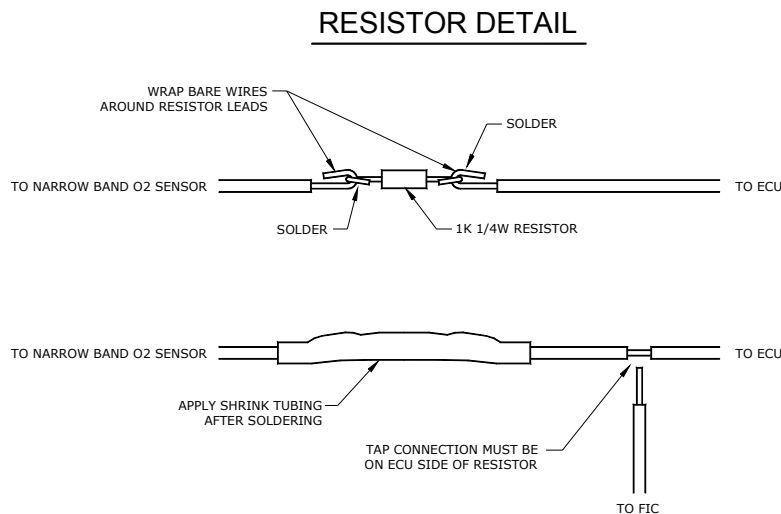 RESISTOR DETAIL
WRAP BARE WIRES
AROUND RESISTOR LEADS
SOLDER
TO NARROW BAND O2 SENSOR
TO ECU
SOLDER
1K 1/4W RESISTOR
TO NARROW BAND O2 SENSOR
TO ECU
APPLY SHRINK TUBING
AFTER SOLDERING
TAP CONNECTION MUST BE
ON ECU SIDE OF RESISTOR
TO FIC